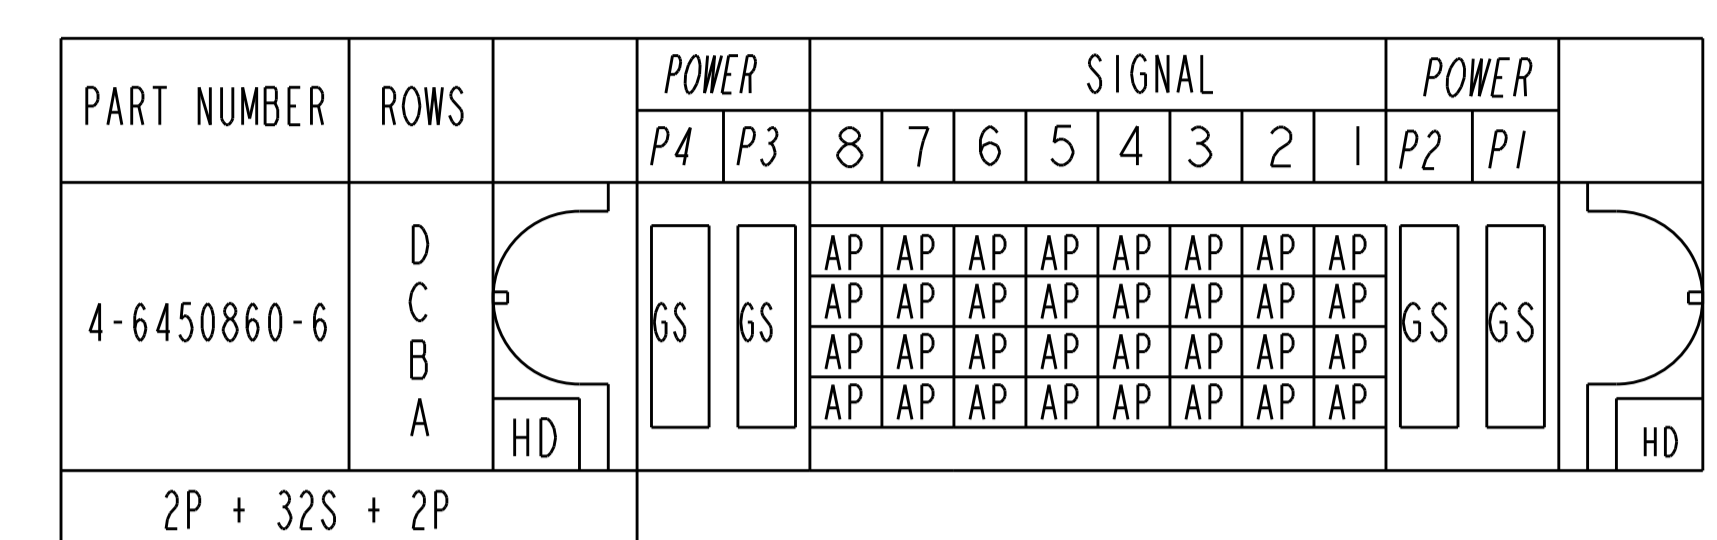 PART NUMBER ROWS POWER SIGNAL POWER
P4 P3 8 7 6 5 4 3 2 1 P2 P1
D AP AP AP AP AP AP AP AP
C AP AP AP AP AP AP AP AP
4-6450860-6 GS GS GS GS
B AP AP AP AP AP AP AP AP
A AP AP AP AP AP AP AP AP
HD HD
2P + 32S + 2P